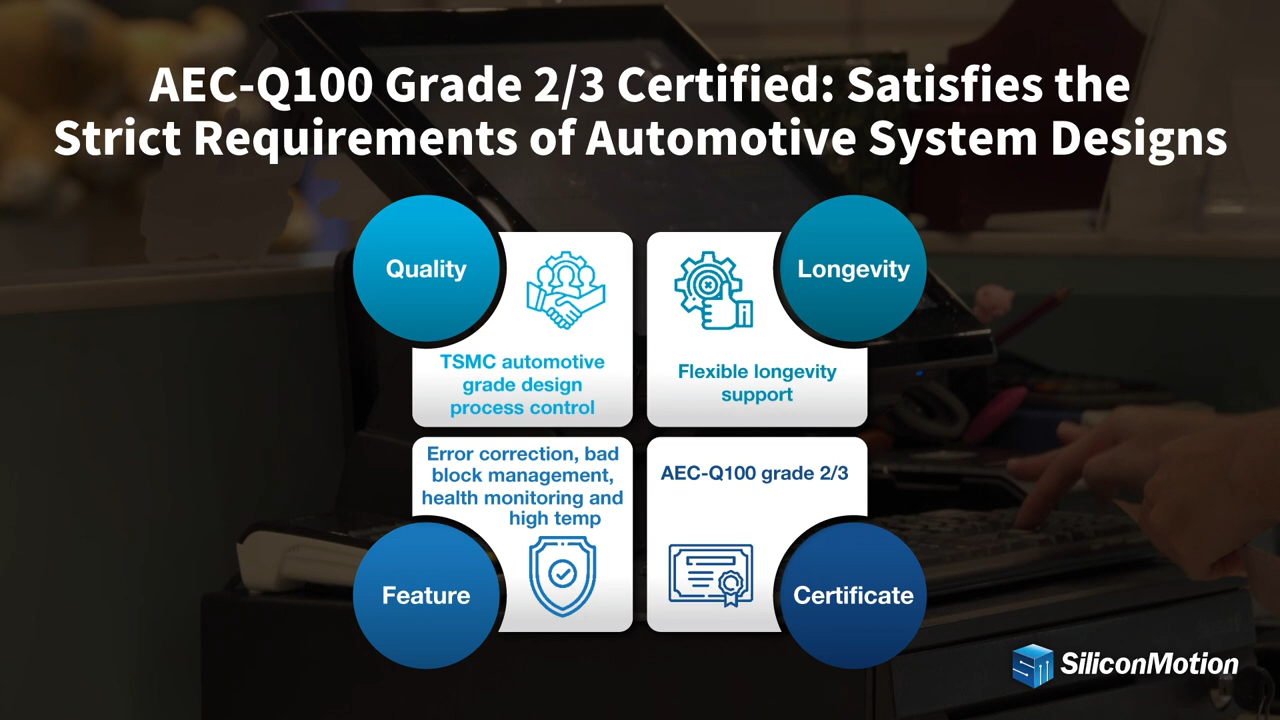 AEC-Q100 Grade 2/3 Certified: Satisfies the
Strict Requirements of Automotive System Designs
Quality
TSMC automotive
grade design
process control
Longevity
Flexible longevity
support
Error correction, bad
block management,
health monitoring and
high temp
Feature
AEC-Q100 grade 2/3
Certificate
SiliconMotion